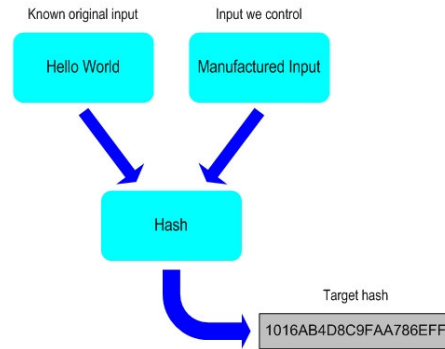 Known original input
Input we control
Hello World
Manufactured Input
Hash
Target hash
1016AB4D8C9FAA786EFF